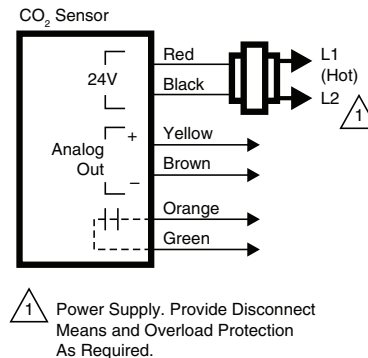 CO2 Sensor
Red
L1
(Hot)
24V
Black
L2
1
Yellow
+
Analog
Out
Brown
–
Orange
Green
1 Power Supply. Provide Disconnect
Means and Overload Protection
As Required.